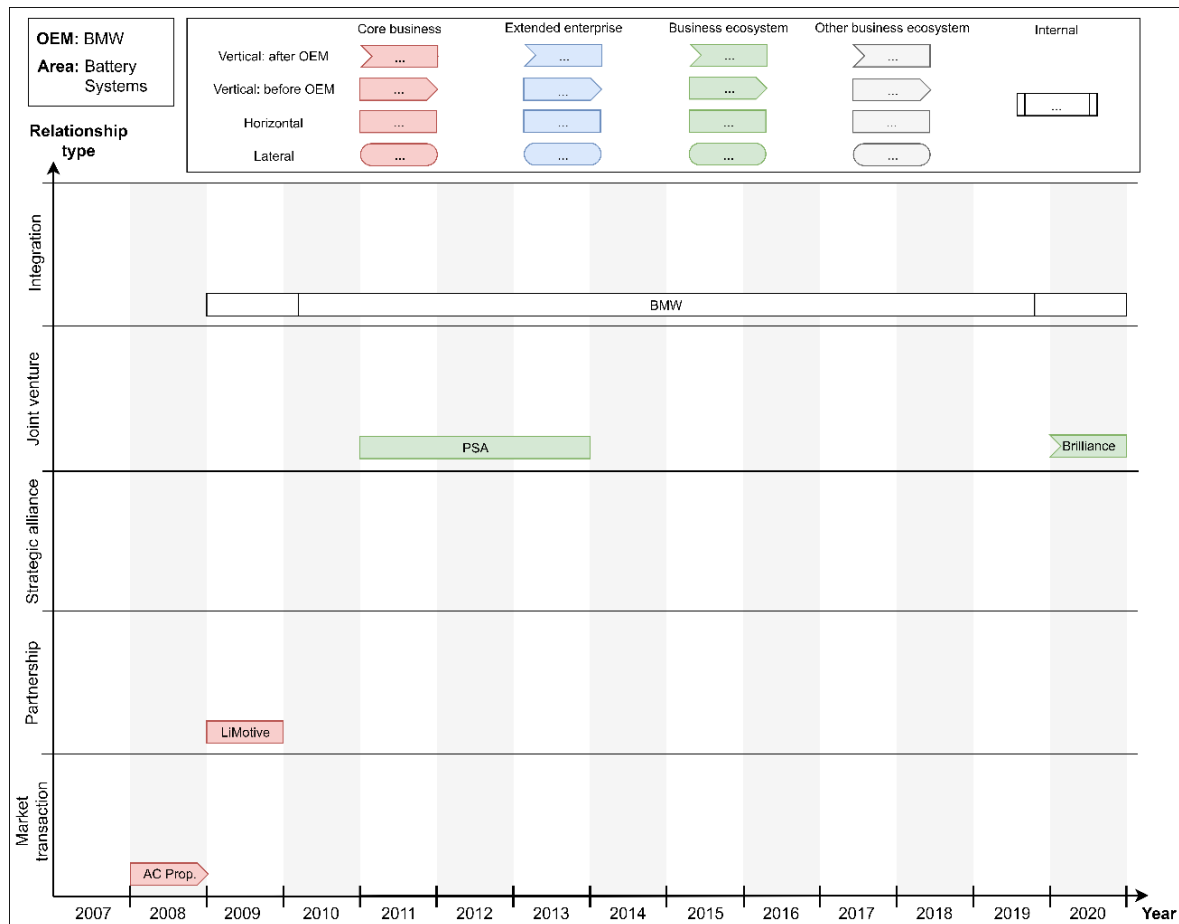 OEM: BMW
Area: Battery
Systems
Core business
Extended enterprise
Business ecosystem
Other business ecosystem
Internal
Vertical: after OEM
...
...
...
...
Vertical: before OEM
...
...
...
...
...
Horizontal
...
...
...
...
Lateral
...
...
...
...
Relationship
type
Integration
BMW
Joint venture
PSA
Brilliance
Strategic alliance
Partnership
LiMotive
Market
transaction
AC Prop.
2007
2008
2009
2010
2011
2012
2013
2014
2015
2016
2017
2018
2019
2020
Year